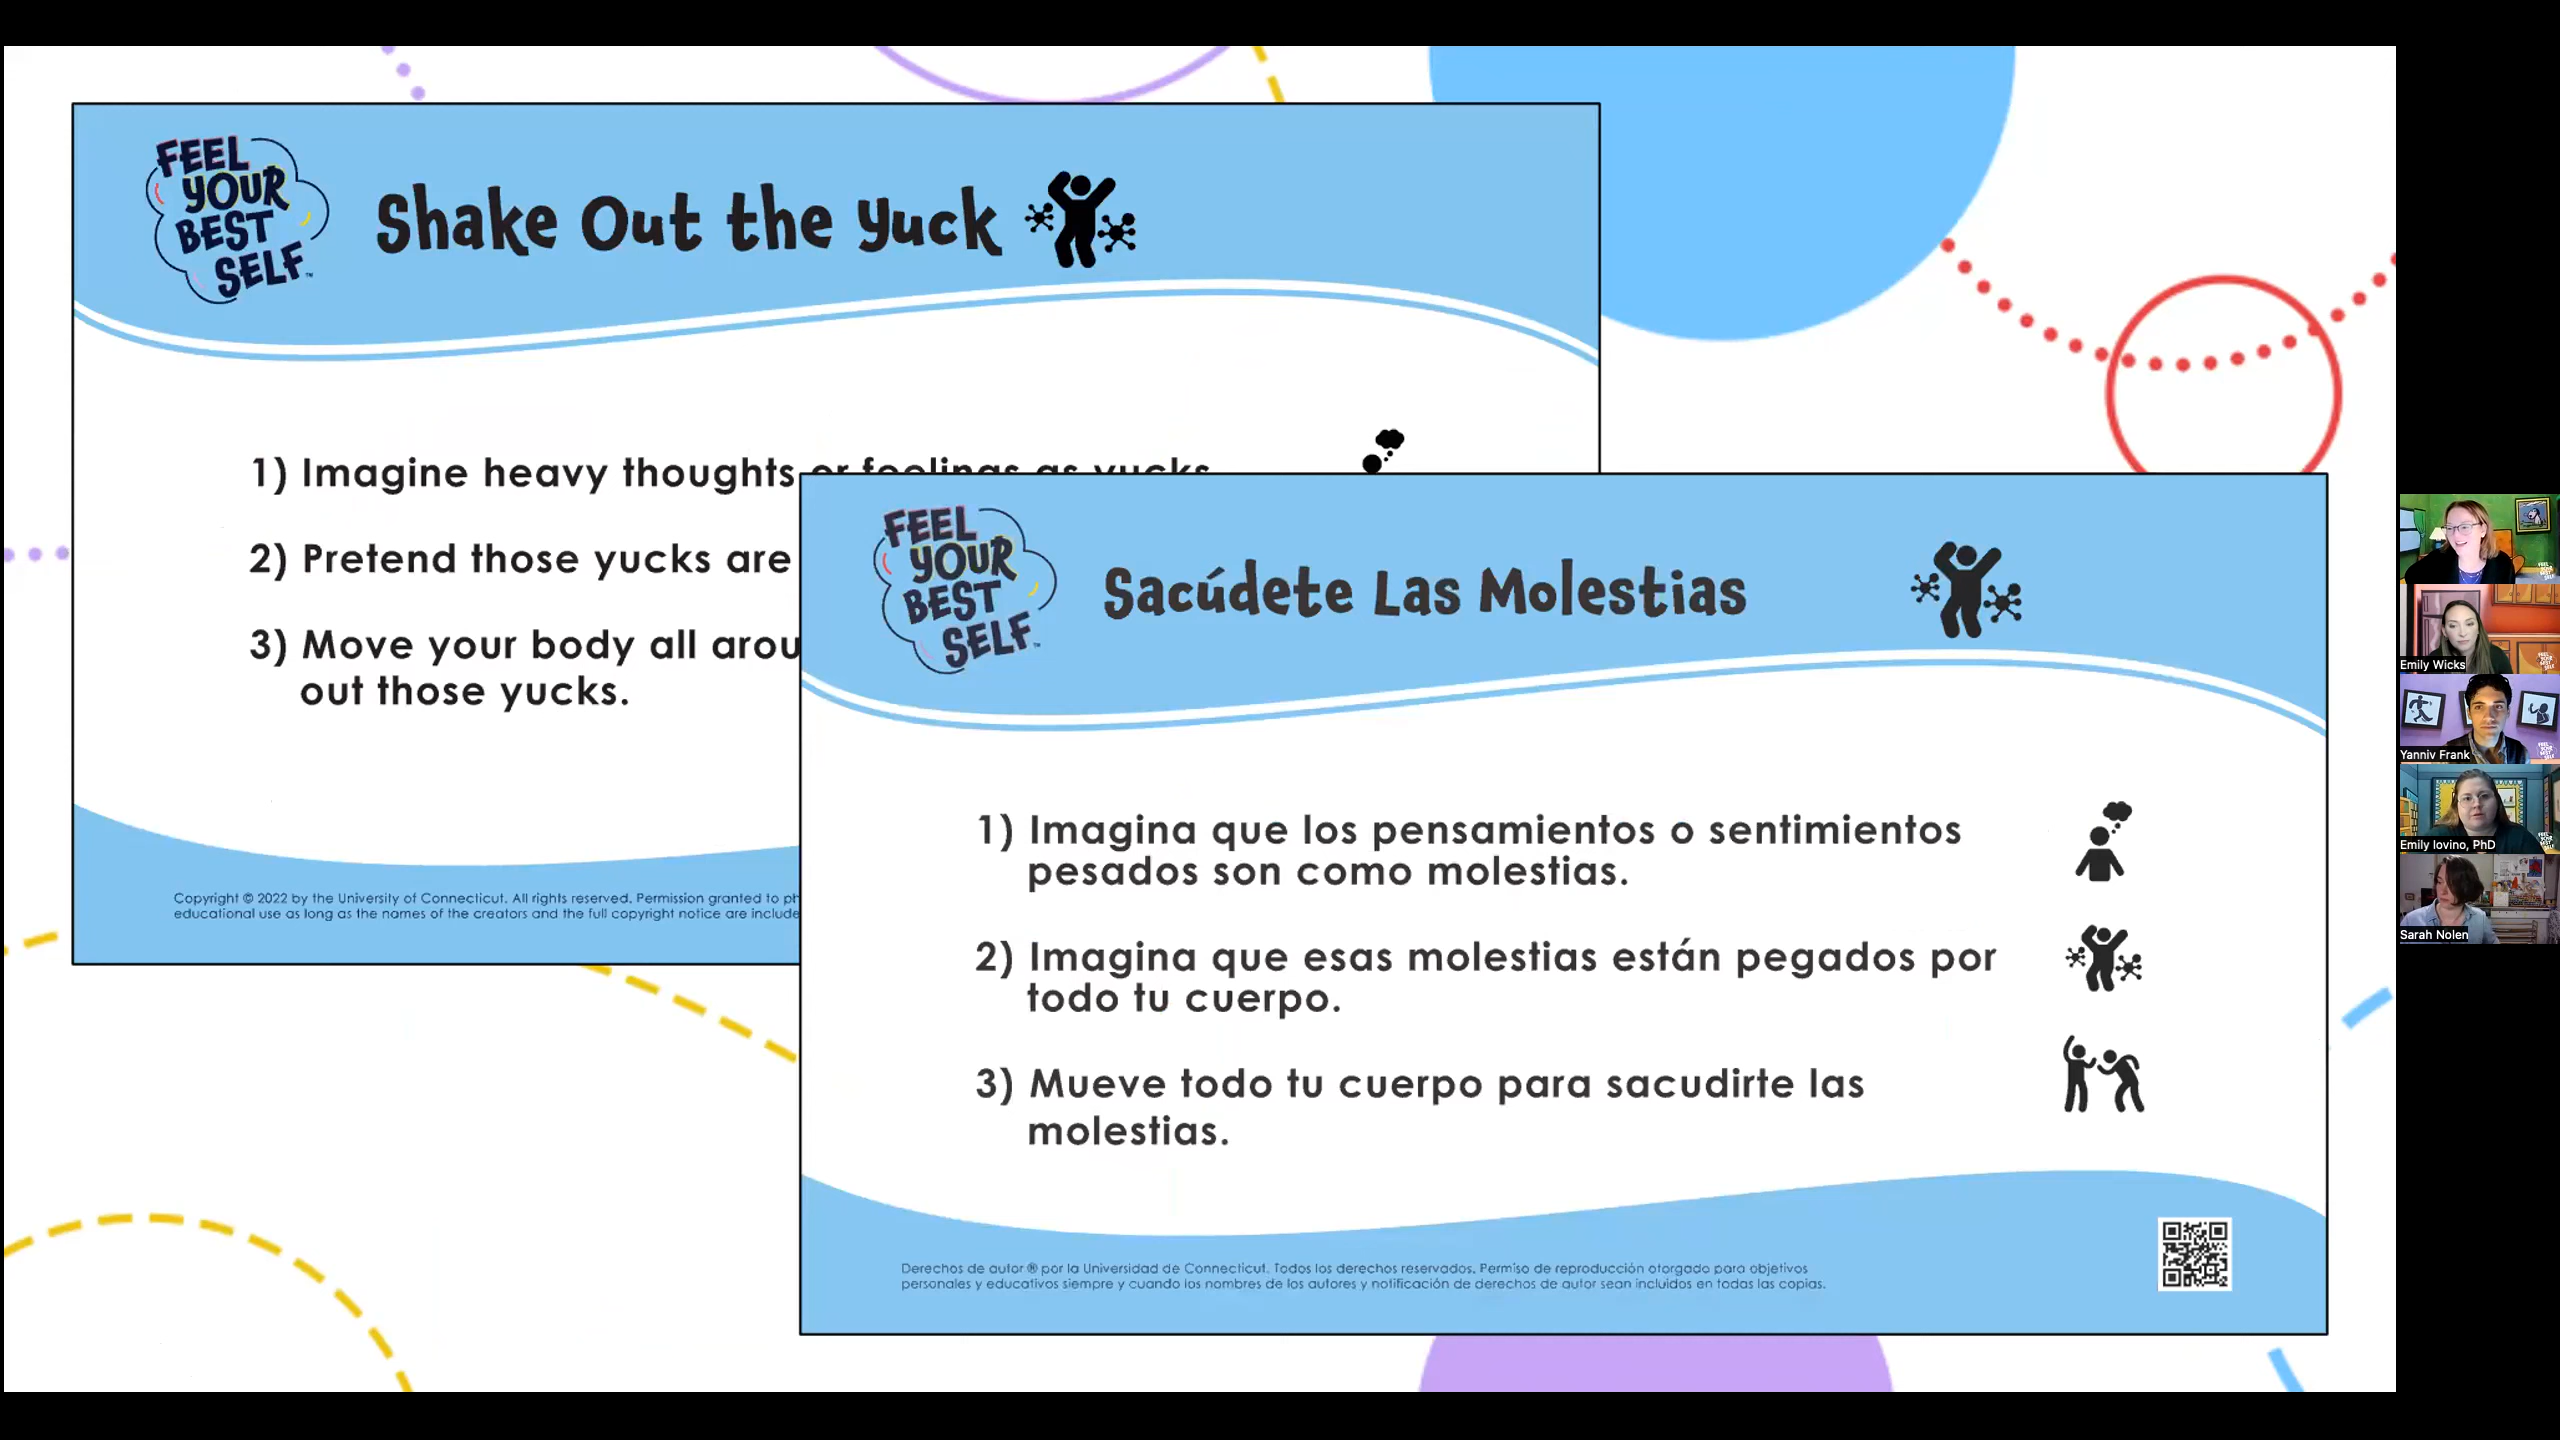 FEEL
YOUR
BEST
SELF™
Shake Out the Yuck
1) Imagine heavy thoughts or feelings as yucks
2) Pretend those yucks are
3) Move your body all arou
out those yucks.
Copyright © 2022 by the University of Connecticut. All rights reserved. Permission granted to ph
educational use as long as the names of the creators and the full copyright notice are include
FEEL
YOUR
BEST
SELF™
Sacúdete Las Molestias
1) Imagina que los pensamientos o sentimientos
pesados son como molestias.
2) Imagina que esas molestias están pegados por
todo tu cuerpo.
3) Mueve todo tu cuerpo para sacudirte las
molestias.
Derechos de autor ® por la Universidad de Connecticut. Todos los derechos reservados. Permiso de reproducción otorgado para objetivos
personales y educativos siempre y cuando los nombres de los autores y notificación de derechos de autor sean incluidos en todas las copias.
Emily Wicks
Yanniv Frank
Emily Iovino, PhD
Sarah Nolen